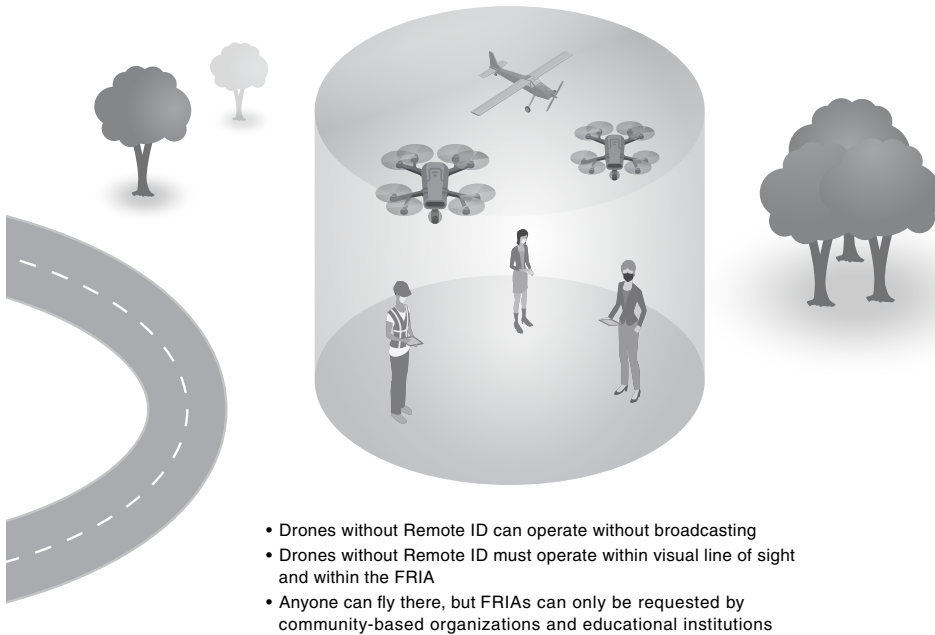 • Drones without Remote ID can operate without broadcasting
• Drones without Remote ID must operate within visual line of sight
and within the FRIA
• Anyone can fly there, but FRIAs can only be requested by
community-based organizations and educational institutions